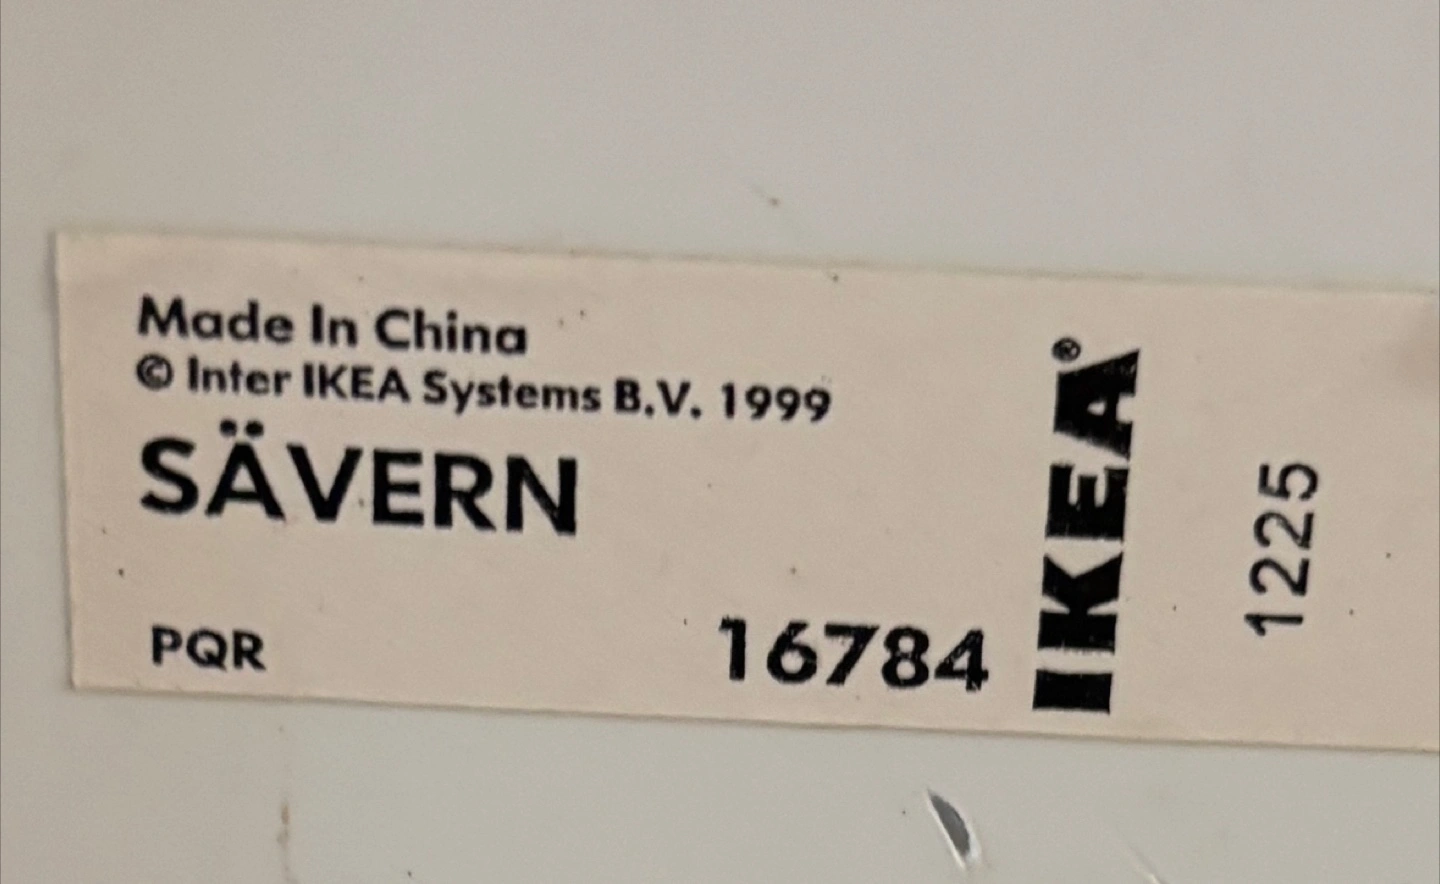 Made In China
© Inter IKEA Systems B.V. 1999
SÄVERN
PQR
16784
IKEA®
1225